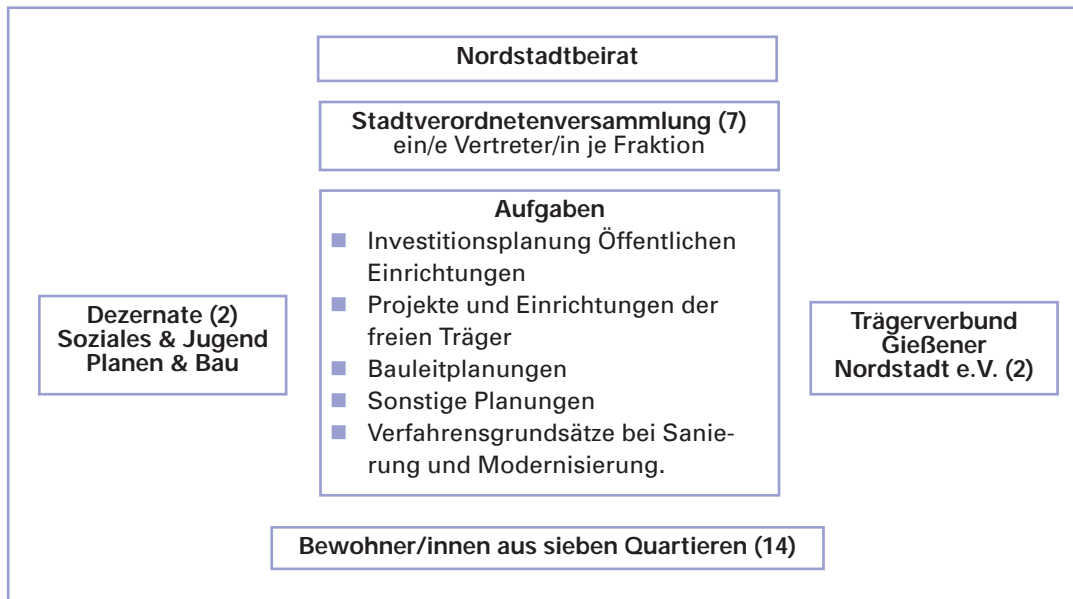 Nordstadtbeirat
Stadtverordnetenversammlung (7)
ein/e Vertreter/in je Fraktion
Aufgaben
Investitionsplanung Öffentlichen
Einrichtungen
Projekte und Einrichtungen der
freien Träger
Bauleitplanungen
Sonstige Planungen
Verfahrensgrundsätze bei Sanie-
rung und Modernisierung.
Dezernate (2)
Soziales & Jugend
Planen & Bau
Trägerverbund
Gießener
Nordstadt e.V. (2)
Bewohner/innen aus sieben Quartieren (14)